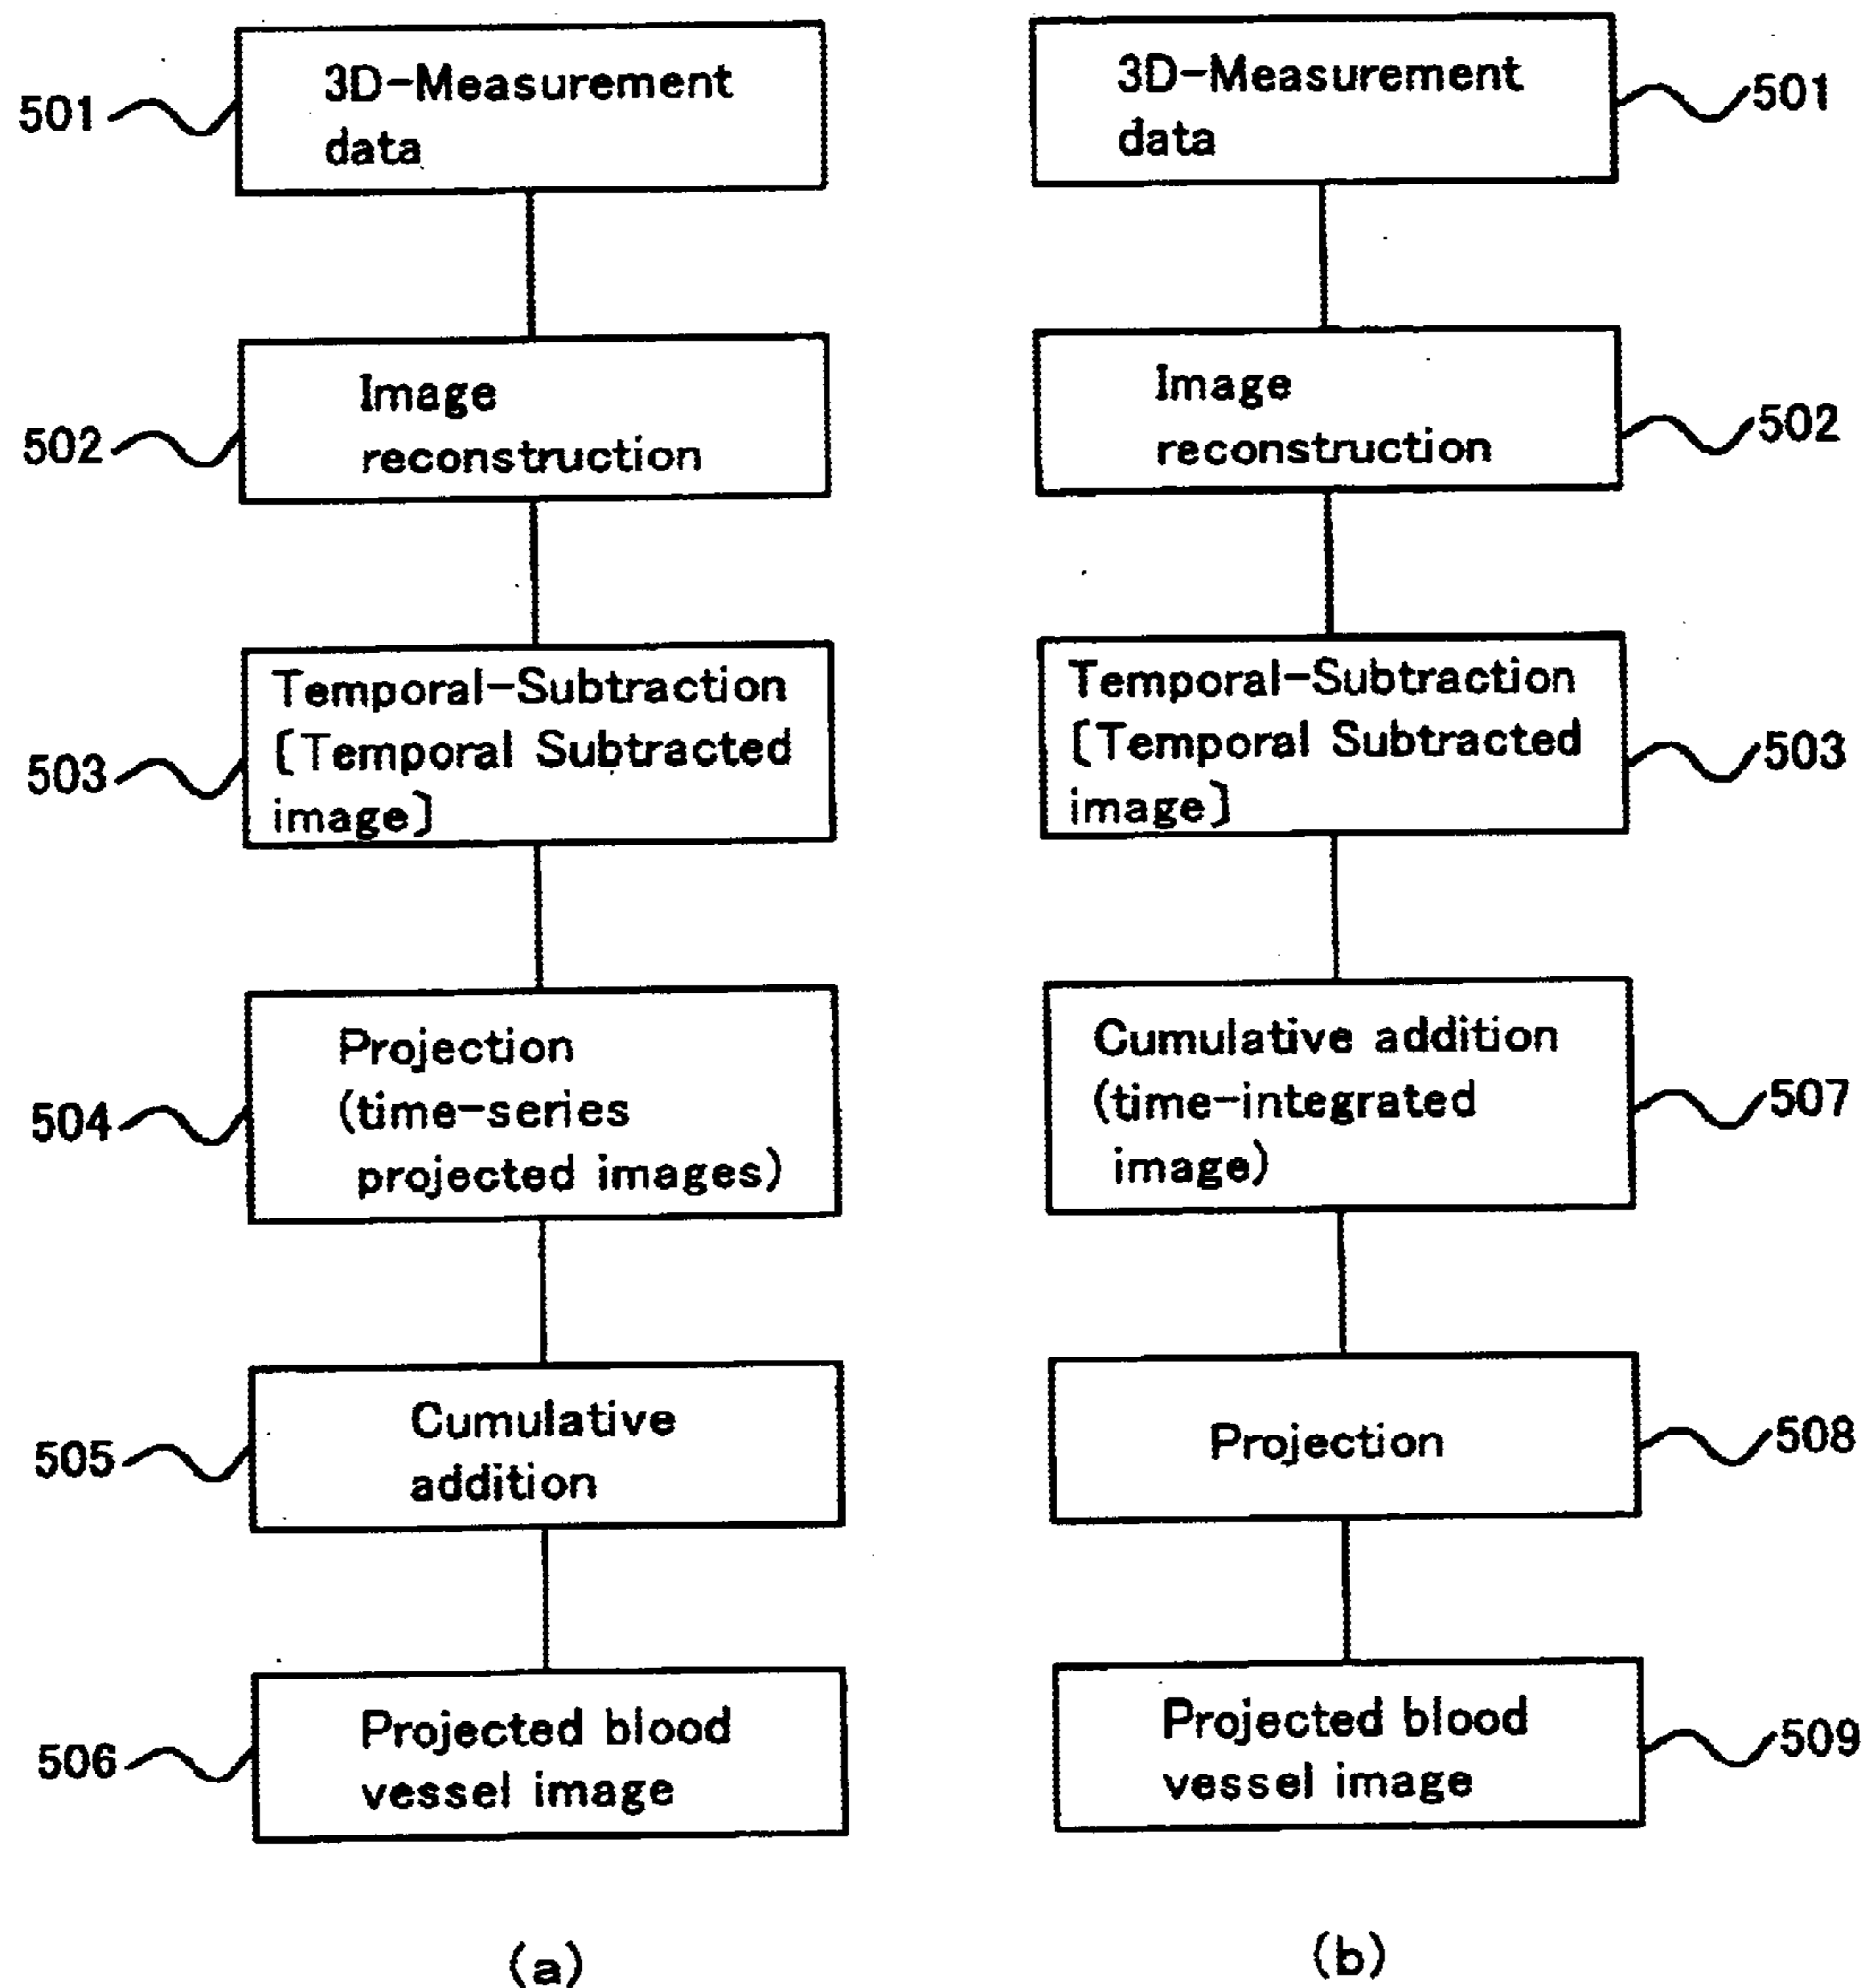 3D-Measurement
data
501
Image
reconstruction
502
Temporal-Subtraction
[Temporal Subtracted
image]
503
Projection
(time-series
projected images)
504
Cumulative
addition
505
Projected blood
vessel image
506
(a)
3D-Measurement
data
501
Image
reconstruction
502
Temporal-Subtraction
[Temporal Subtracted
image]
503
Cumulative addition
(time-integrated
image)
507
Projection
508
Projected blood
vessel image
509
(b)